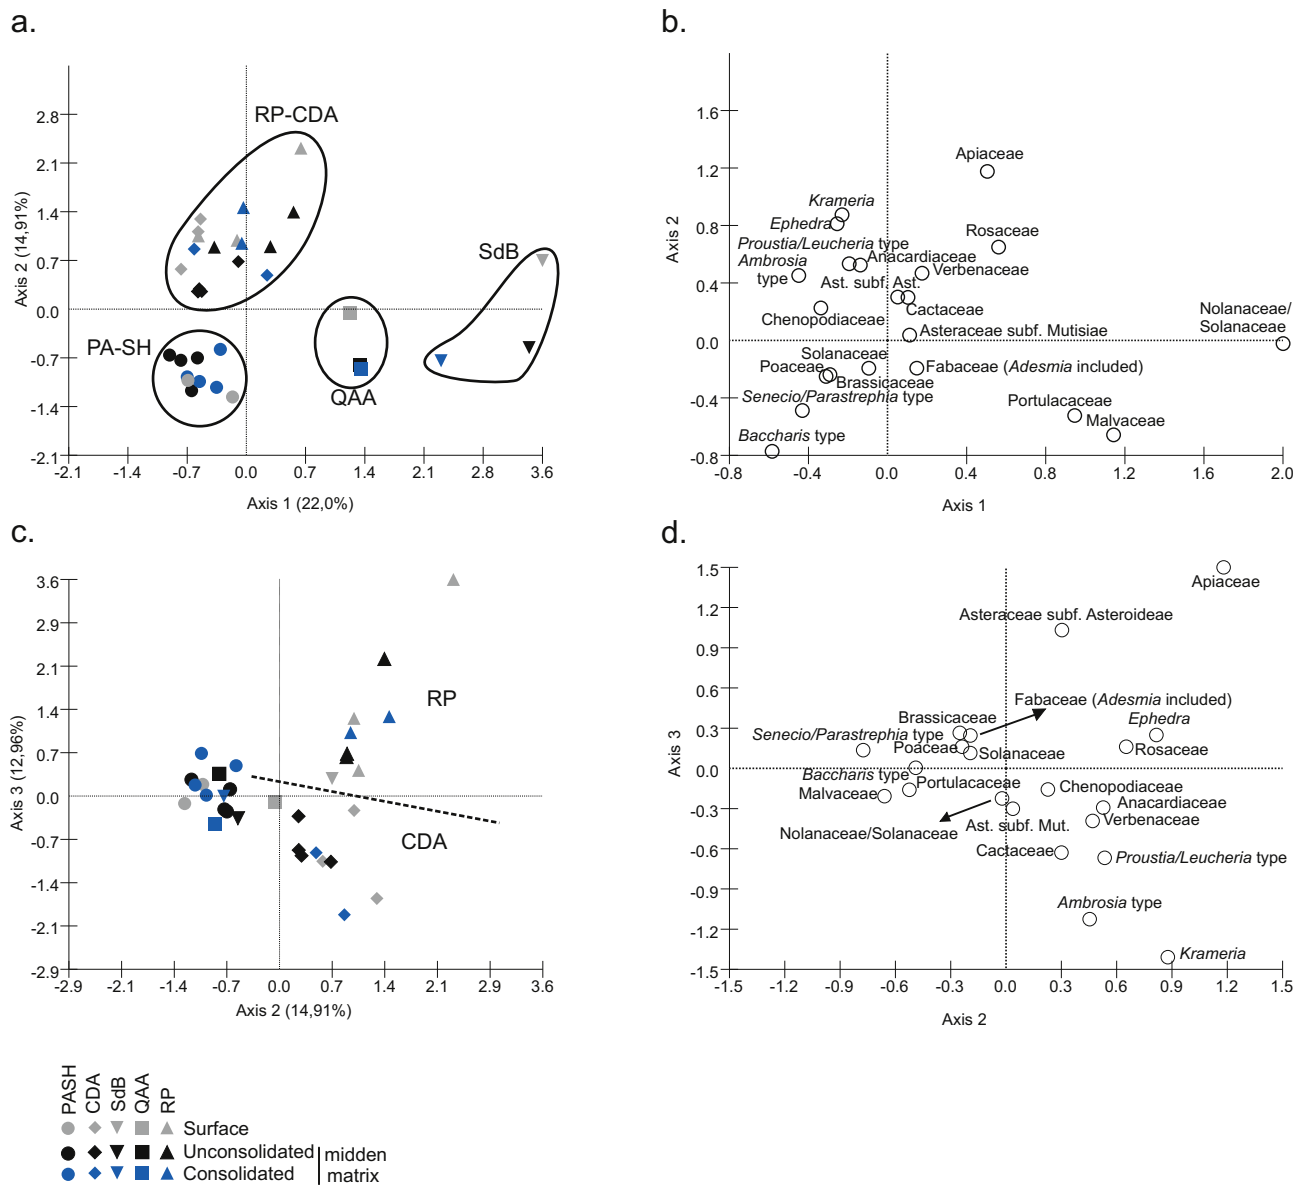 a.
2.8
2.1
1.4
0.7
0.0
-0.7
-1.4
-2.1
Axis 2 (14,91%)
RP-CDA
SdB
PA-SH
QAA
-2.1 -1.4 -0.7 0.0 0.7 1.4 2.1 2.8 3.6
Axis 1 (22,0%)
b.
1.6
1.2
0.8
0.4
0.0
-0.4
-0.8
Axis 2
Apiaceae
Krameria
Ephedra
Rosaceae
Proustia/Leucheria type
Anacardiaceae
Ambrosia
type
Verbenaceae
Ast. subf. Ast.
Cactaceae
Chenopodiaceae
Nolanaceae/
Solanaceae
Asteraceae subf. Mutisiae
Solanaceae
Poaceae
Fabaceae (Adesmia included)
Brassicaceae
Senecio/Parastrephia type
Portulacaceae
Malvaceae
Baccharis type
-0.8 -0.4 0.0 0.4 0.8 1.2 1.6 2.0
Axis 1
c.
3.6
2.9
2.1
1.4
0.7
0.0
-0.7
-1.4
-2.1
-2.9
Axis 3 (12,96%)
RP
CDA
-2.9 -2.1 -1.4 -0.7 0.0 0.7 1.4 2.1 2.9 3.6
Axis 2 (14,91%)
d.
1.5
1.2
0.9
0.6
0.3
0.0
-0.3
-0.6
-0.9
-1.2
-1.5
Axis 3
Apiaceae
Asteraceae subf. Asteroideae
Fabaceae (Adesmia included)
Brassicaceae
Ephedra
Senecio/Parastrephia type
Poaceae
Solanaceae
Rosaceae
Baccharis type
Portulacaceae
Chenopodiaceae
Malvaceae
Anacardiaceae
Verbenaceae
Nolanaceae/Solanaceae
Ast. subf. Mut.
Cactaceae
Proustia/Leucheria type
Ambrosia type
Krameria
-1.5 -1.2 -0.9 -0.6 -0.3 0.0 0.3 0.6 0.9 1.2 1.5
Axis 2
PASH
CDA
SdB
QAA
RP
Surface
Unconsolidated
Consolidated
midden
matrix